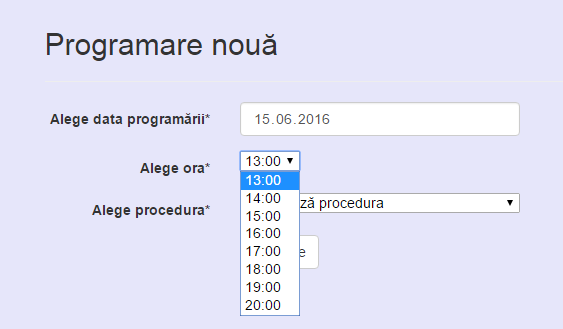 Programare nouă
Alege data programării* 15.06.2016
Alege ora* 13:00
13:00
14:00
15:00
16:00
17:00
18:00
19:00
20:00
Alege procedura* procedura